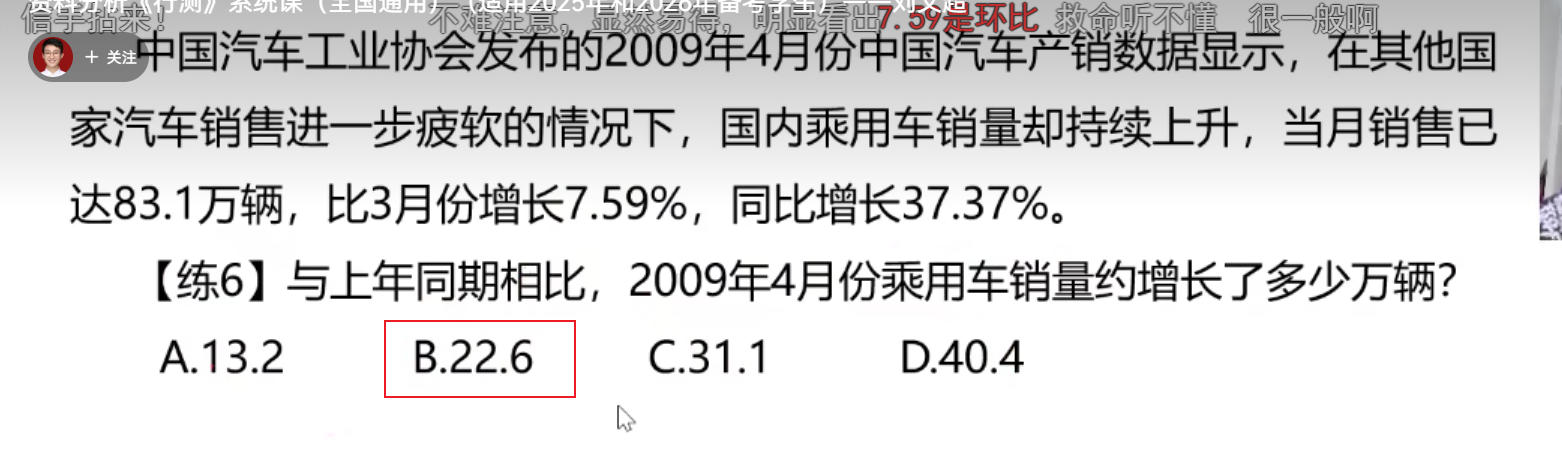 资料分析《行测》系统课（全国通用）（适用2025年和2026年备考学生）——刘文超
信手拈来！ 不难注意，显然易得，明显看出7.59是环比 救命听不懂 很一般啊
＋ 关注
中国汽车工业协会发布的2009年4月份中国汽车产销数据显示，在其他国
家汽车销售进一步疲软的情况下，国内乘用车销量却持续上升，当月销售已
达83.1万辆，比3月份增长7.59%，同比增长37.37%。
【练6】与上年同期相比，2009年4月份乘用车销量约增长了多少万辆？
A.13.2 B.22.6 C.31.1 D.40.4